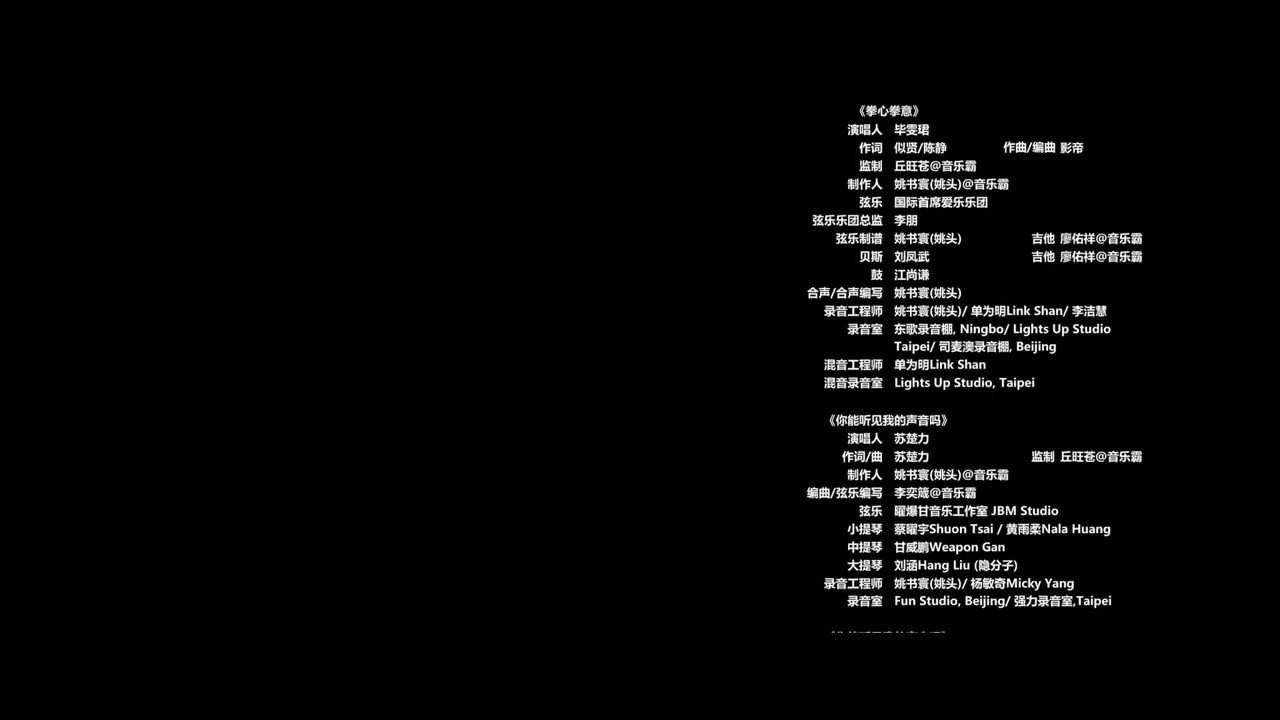 《拳心拳意》
演唱人 毕雯珺
作词 似贤/陈静 作曲/编曲 影帝
监制 丘旺苍@音乐霸
制作人 姚书寰(姚头)@音乐霸
弦乐 国际首席爱乐乐团
弦乐乐团总监 李朋
弦乐制谱 姚书寰(姚头) 吉他 廖佑祥@音乐霸
贝斯 刘凤武 吉他 廖佑祥@音乐霸
鼓 江尚谦
合声/合声编写 姚书寰(姚头)
录音工程师 姚书寰(姚头)/ 单为明Link Shan/ 李洁慧
录音室 东歌录音棚, Ningbo/ Lights Up Studio
Taipei/ 司麦澳录音棚, Beijing
混音工程师 单为明Link Shan
混音录音室 Lights Up Studio, Taipei
《你能听见我的声音吗》
演唱人 苏楚力
作词/曲 苏楚力 监制 丘旺苍@音乐霸
制作人 姚书寰(姚头)@音乐霸
编曲/弦乐编写 李奕箴@音乐霸
弦乐 曜爆甘音乐工作室 JBM Studio
小提琴 蔡曜宇Shuon Tsai / 黄雨柔Nala Huang
中提琴 甘威鹏Weapon Gan
大提琴 刘涵Hang Liu (隐分子)
录音工程师 姚书寰(姚头)/ 杨敏奇Micky Yang
录音室 Fun Studio, Beijing/ 强力录音室,Taipei